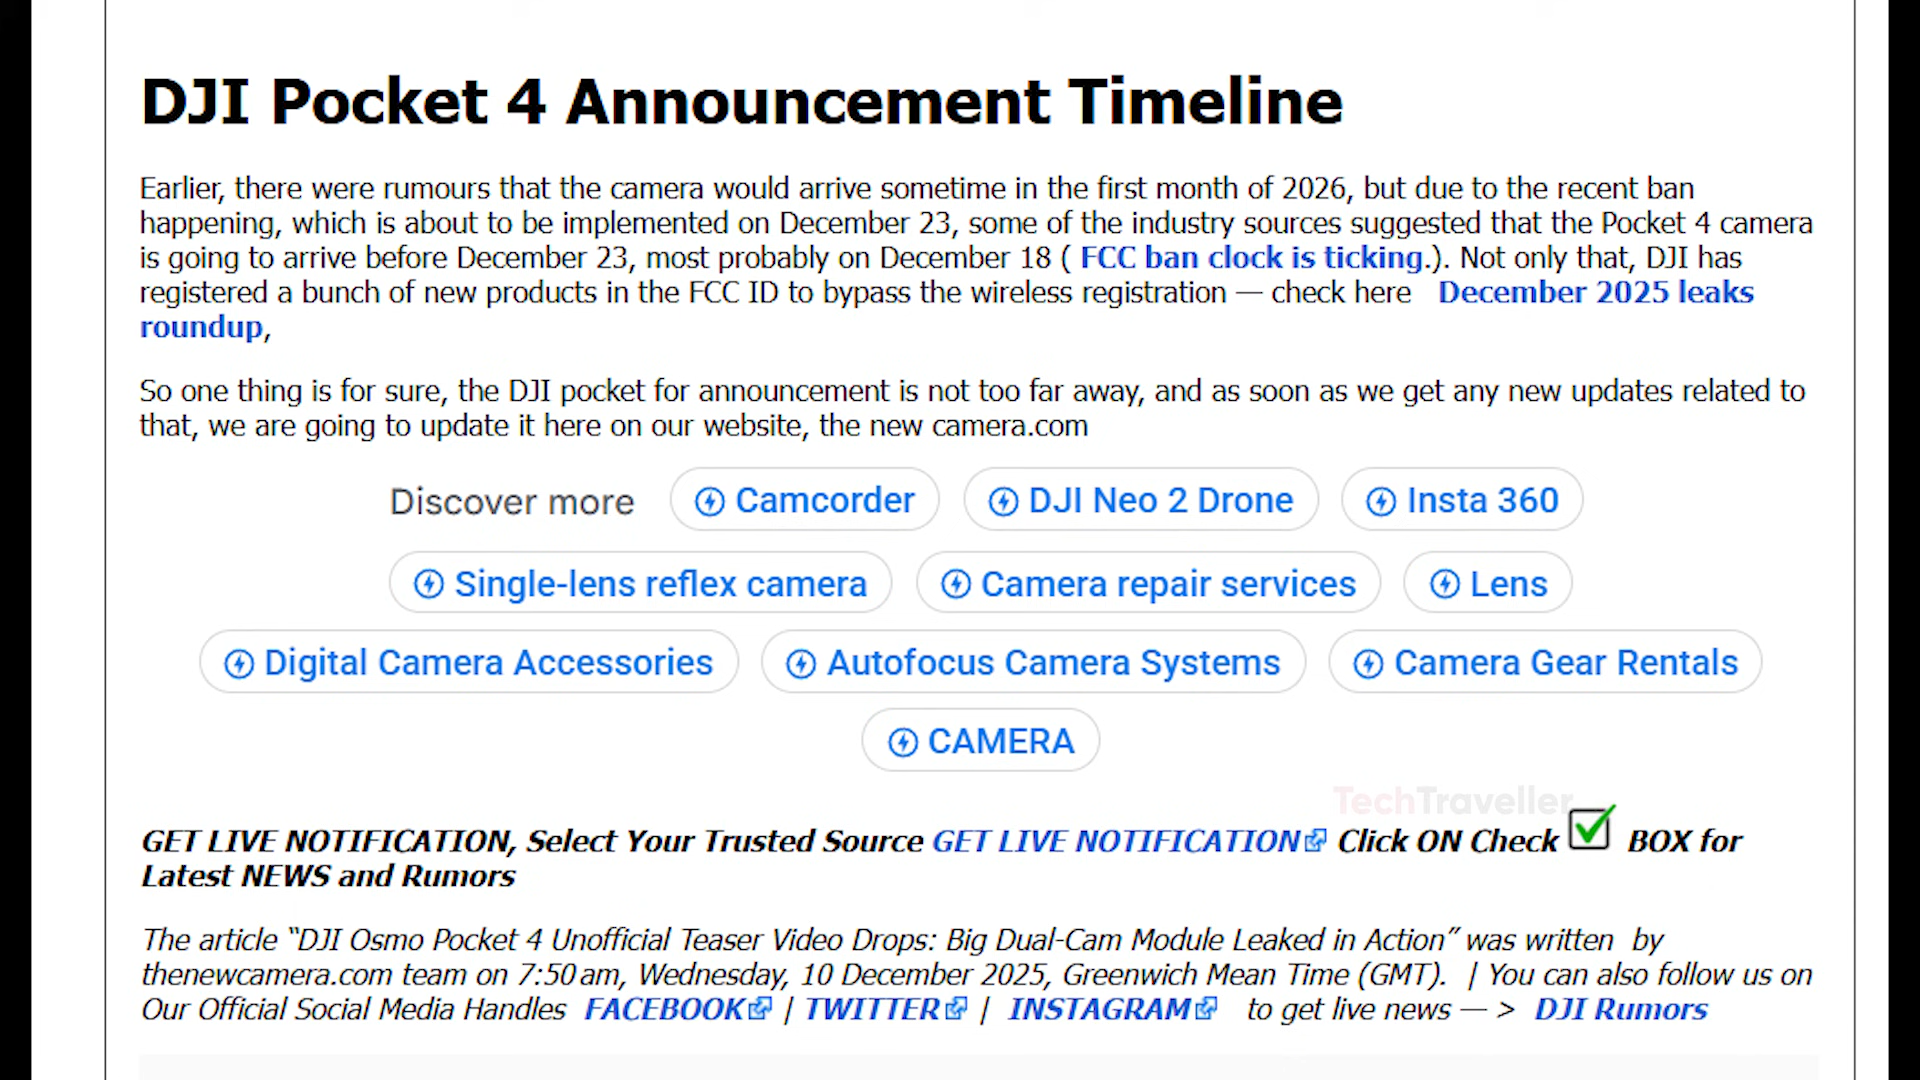 DJI Pocket 4 Announcement Timeline
Earlier, there were rumours that the camera would arrive sometime in the first month of 2026, but due to the recent ban
happening, which is about to be implemented on December 23, some of the industry sources suggested that the Pocket 4 camera
is going to arrive before December 23, most probably on December 18 ( FCC ban clock is ticking.). Not only that, DJI has
registered a bunch of new products in the FCC ID to bypass the wireless registration — check here December 2025 leaks
roundup,
So one thing is for sure, the DJI pocket for announcement is not too far away, and as soon as we get any new updates related to
that, we are going to update it here on our website, the new camera.com
Discover more Camcorder DJI Neo 2 Drone Insta 360
Single-lens reflex camera Camera repair services Lens
Digital Camera Accessories Autofocus Camera Systems Camera Gear Rentals
CAMERA
TechTraveller
GET LIVE NOTIFICATION, Select Your Trusted Source GET LIVE NOTIFICATION Click ON Check BOX for
Latest NEWS and Rumors
The article “DJI Osmo Pocket 4 Unofficial Teaser Video Drops: Big Dual-Cam Module Leaked in Action” was written by
thenewcamera.com team on 7:50 am, Wednesday, 10 December 2025, Greenwich Mean Time (GMT). | You can also follow us on
Our Official Social Media Handles FACEBOOK | TWITTER | INSTAGRAM to get live news — > DJI Rumors